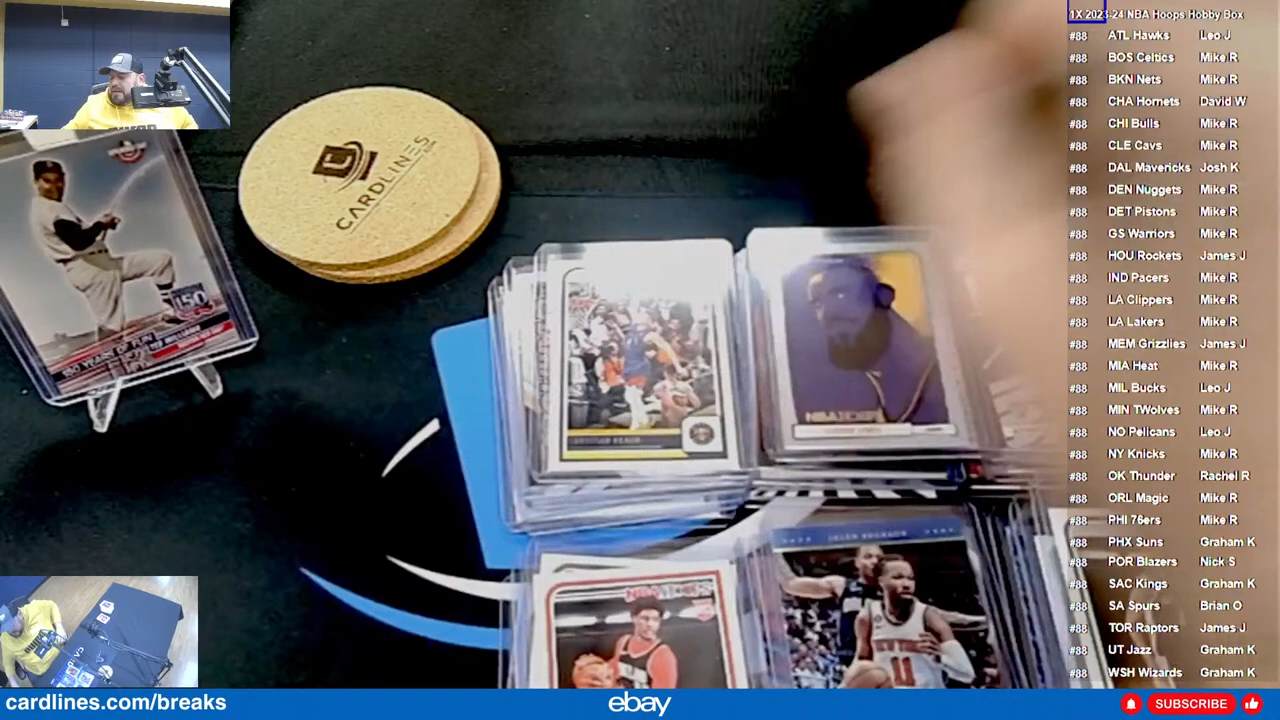 1X 2023-24 NBA Hoops Hobby Box
#88 ATL Hawks Leo J
#88 BOS Celtics Mike R
#88 BKN Nets Mike R
#88 CHA Hornets David W
#88 CHI Bulls Mike R
#88 CLE Cavs Mike R
#88 DAL Mavericks Josh K
#88 DEN Nuggets Mike R
#88 DET Pistons Mike R
#88 GS Warriors Mike R
#88 HOU Rockets James J
#88 IND Pacers Mike R
#88 LA Clippers Mike R
#88 LA Lakers Mike R
#88 MEM Grizzlies James J
#88 MIA Heat Mike R
#88 MIL Bucks Leo J
#88 MIN TWolves Mike R
#88 NO Pelicans Leo J
#88 NY Knicks Mike R
#88 OK Thunder Rachel R
#88 ORL Magic Mike R
#88 PHI 76ers Mike R
#88 PHX Suns Graham K
#88 POR Blazers Nick S
#88 SAC Kings Graham K
#88 SA Spurs Brian O
#88 TOR Raptors James J
#88 UT Jazz Graham K
#88 WSH Wizards Graham K
CARDLINES
150
150 YEARS OF FUN
JALEN BRUNSON
NEW YORK
11
cardlines.com/breaks
ebay
SUBSCRIBE